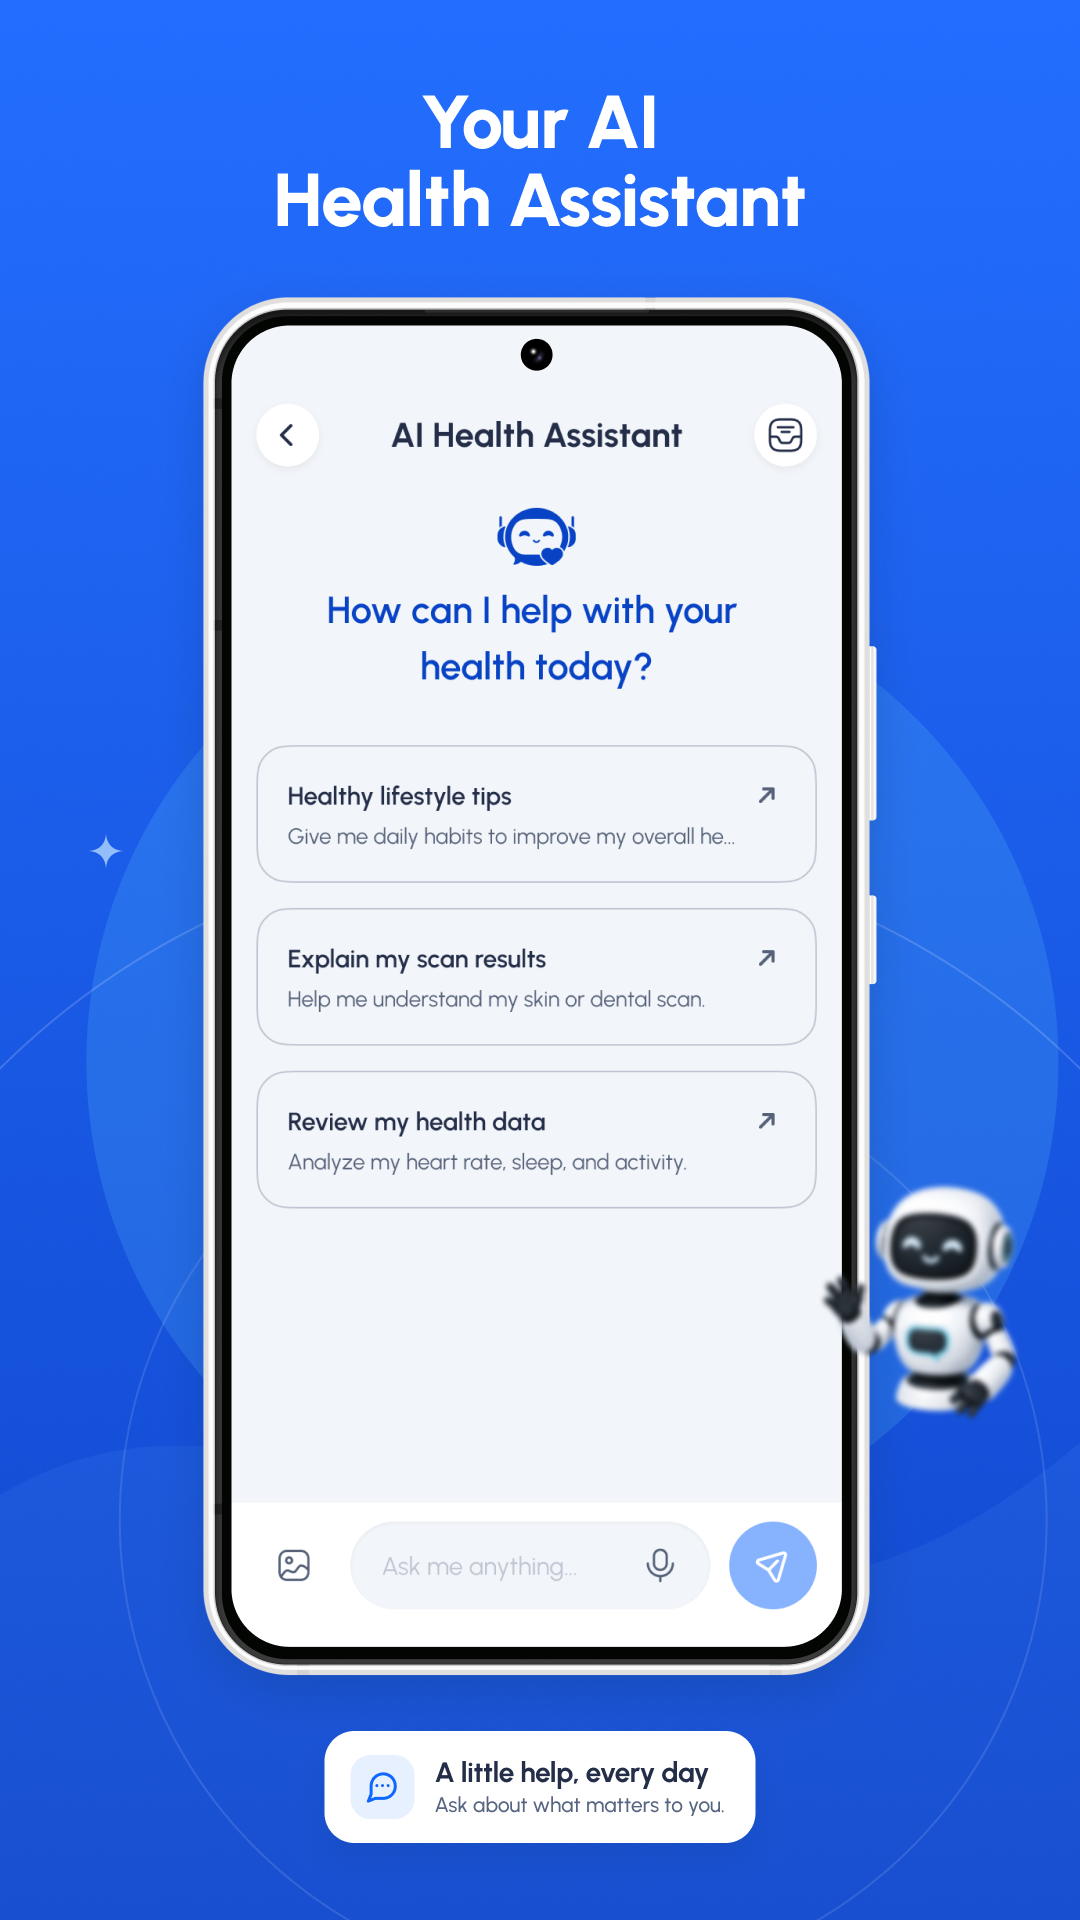 Your AI
Health Assistant
AI Health Assistant
How can I help with your
health today?
Healthy lifestyle tips
Give me daily habits to improve my overall he...
Explain my scan results
Help me understand my skin or dental scan.
Review my health data
Analyze my heart rate, sleep, and activity.
Ask me anything...
A little help, every day
Ask about what matters to you.